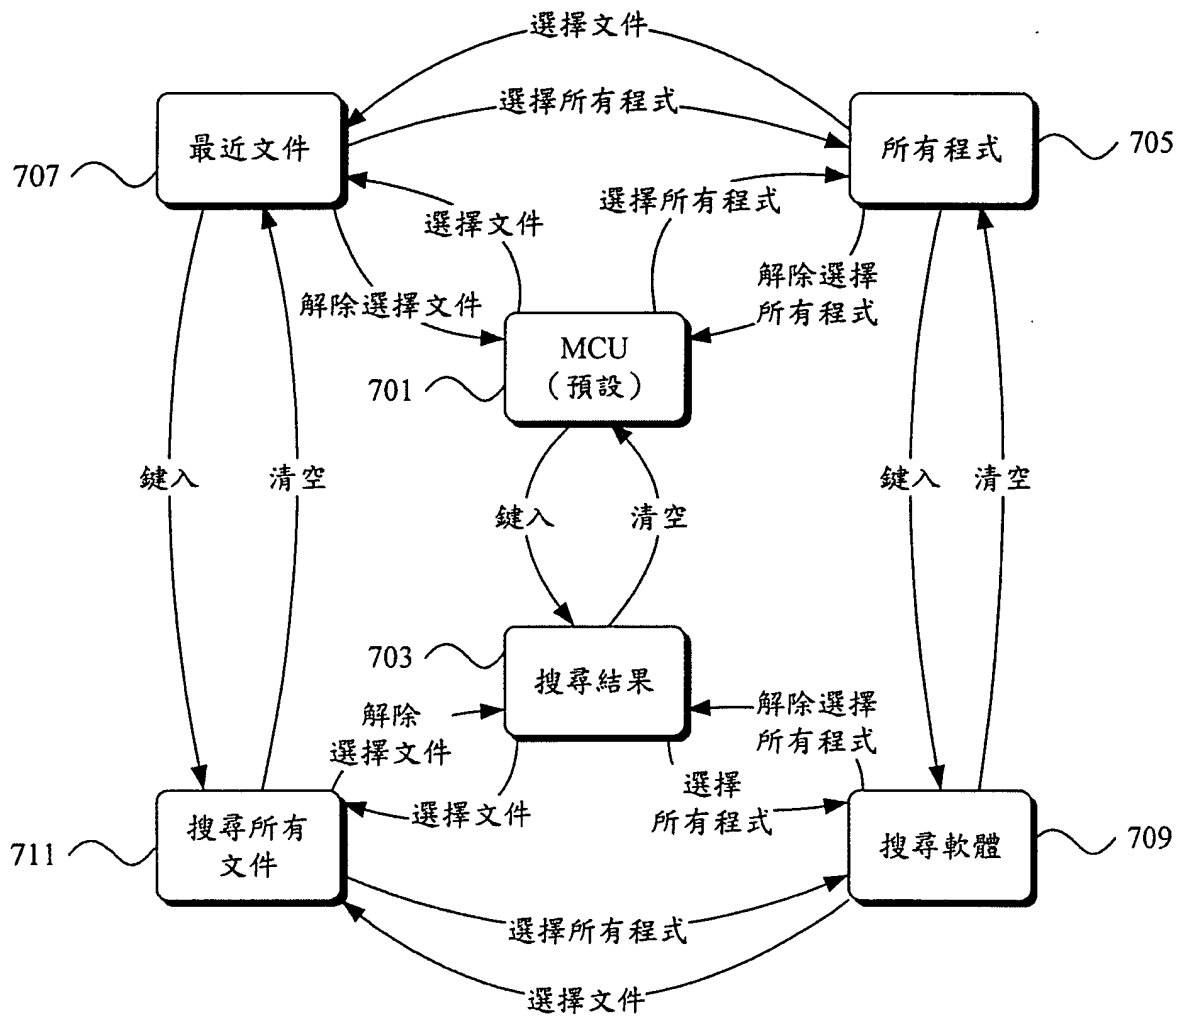 選擇文件
選擇所有程式
最近文件
所有程式
705
707
選擇文件
選擇所有程式
解除選擇文件
解除選擇
所有程式
MCU
（預設）
701
鍵入
清空
鍵入
清空
鍵入
清空
703
搜尋結果
解除
選擇文件
解除選擇
所有程式
選擇文件
選擇
所有程式
搜尋所有
文件
711
搜尋軟體
709
選擇所有程式
選擇文件